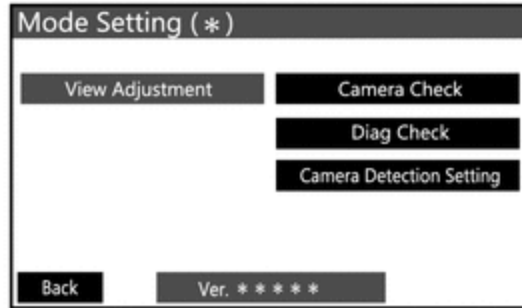 Mode Setting (*)
View Adjustment
Camera Check
Diag Check
Camera Detection Setting
Back
Ver. * * * * *